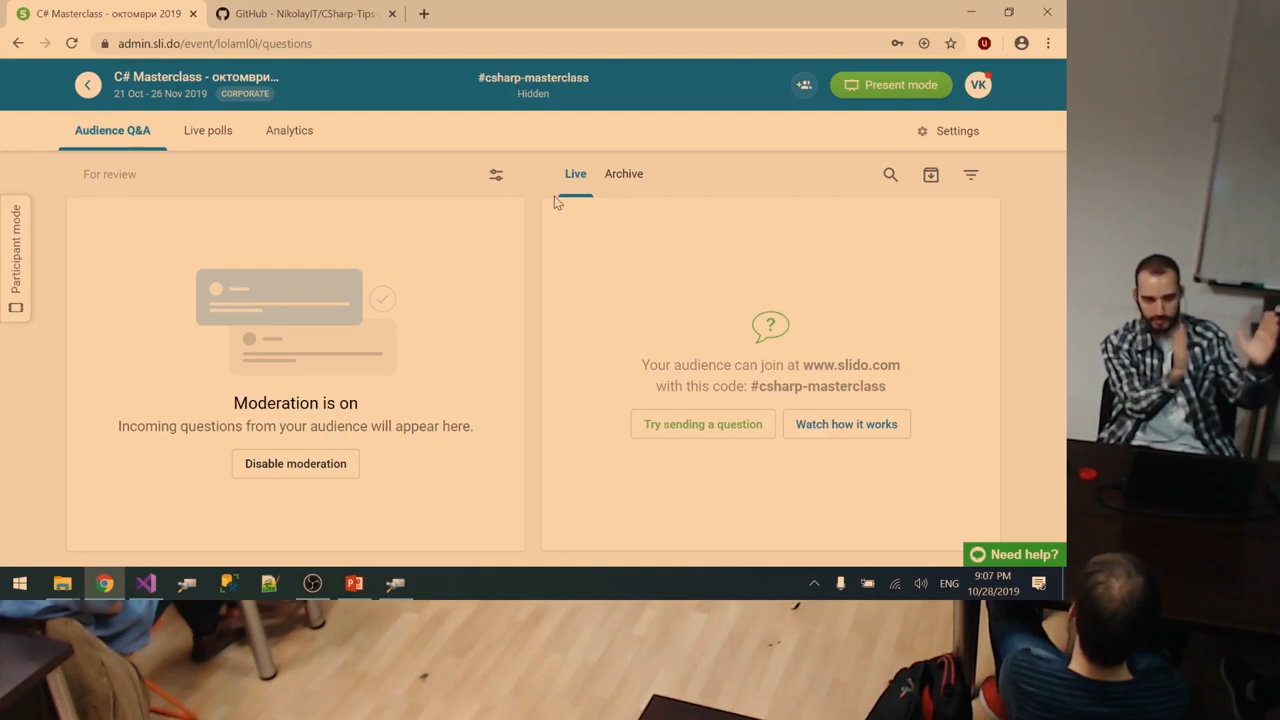 C# Masterclass - октомври 2019
GitHub - NikolayIT/CSharp-Tips-
admin.sli.do/event/lolaml0i/questions
C# Masterclass - октомври...
21 Oct - 26 Nov 2019 CORPORATE
#csharp-masterclass
Hidden
Present mode
VK
Audience Q&A
Live polls
Analytics
Settings
For review
Live
Archive
Participant mode
Moderation is on
Incoming questions from your audience will appear here.
Disable moderation
Your audience can join at www.slido.com
with this code: #csharp-masterclass
Try sending a question
Watch how it works
Need help?
ENG
9:07 PM
10/28/2019